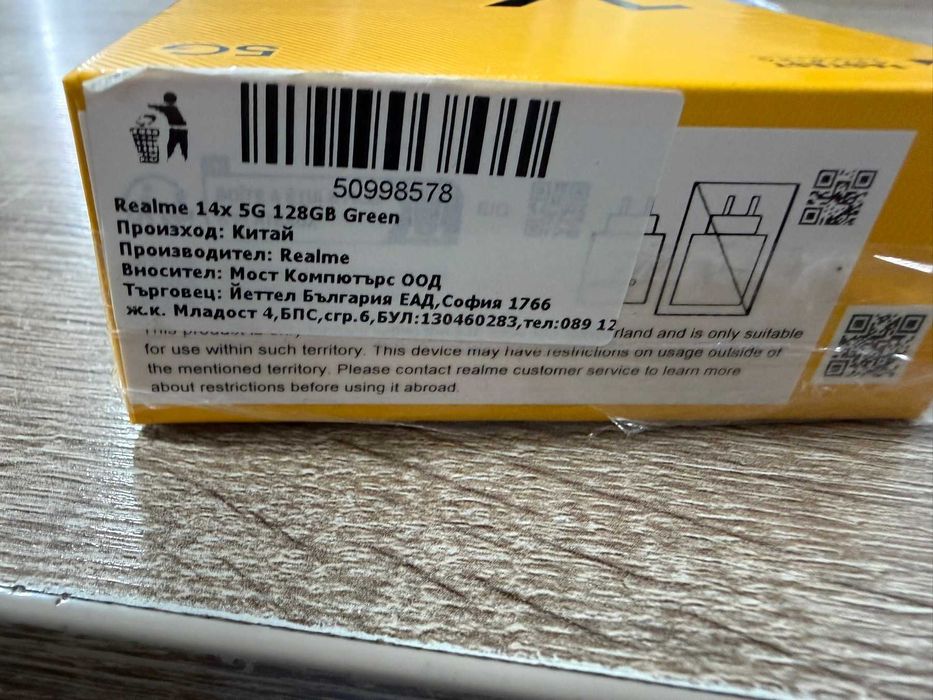 5G
50998578
Realme 14x 5G 128GB Green
Произход: Китай
Производител: Realme
Вносител: Мост Компютърс ООД
Търговец: Йеттел България ЕАД,София 1766
ж.к. Младост 4,БПС,сгр.6,БУЛ:130460283,тел:089 12
This product is rland and is only suitable
for use within such territory. This device may have restrictions on usage outside of
the mentioned territory. Please contact realme customer service to learn more
about restrictions before using it abroad.